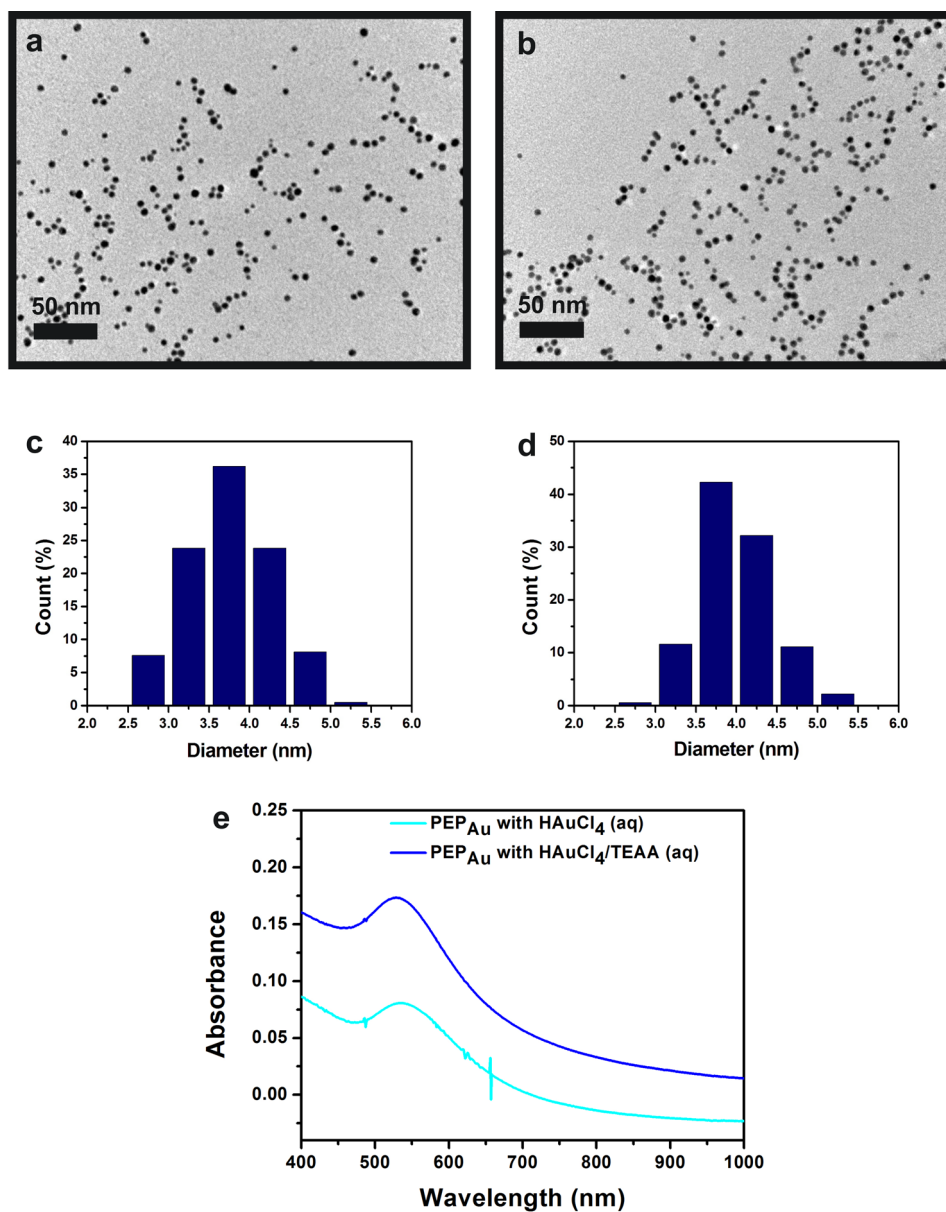 a
50 nm
b
50 nm
c
40
35
30
25
20
15
10
5
0
Count (%)
2.0 2.5 3.0 3.5 4.0 4.5 5.0 5.5 6.0
Diameter (nm)
d
50
40
30
20
10
0
Count (%)
2.0 2.5 3.0 3.5 4.0 4.5 5.0 5.5 6.0
Diameter (nm)
e
0.25
0.20
0.15
0.10
0.05
0.00
Absorbance
PEPAu with HAuCl4 (aq)
PEPAu with HAuCl4/TEAA (aq)
400 500 600 700 800 900 1000
Wavelength (nm)